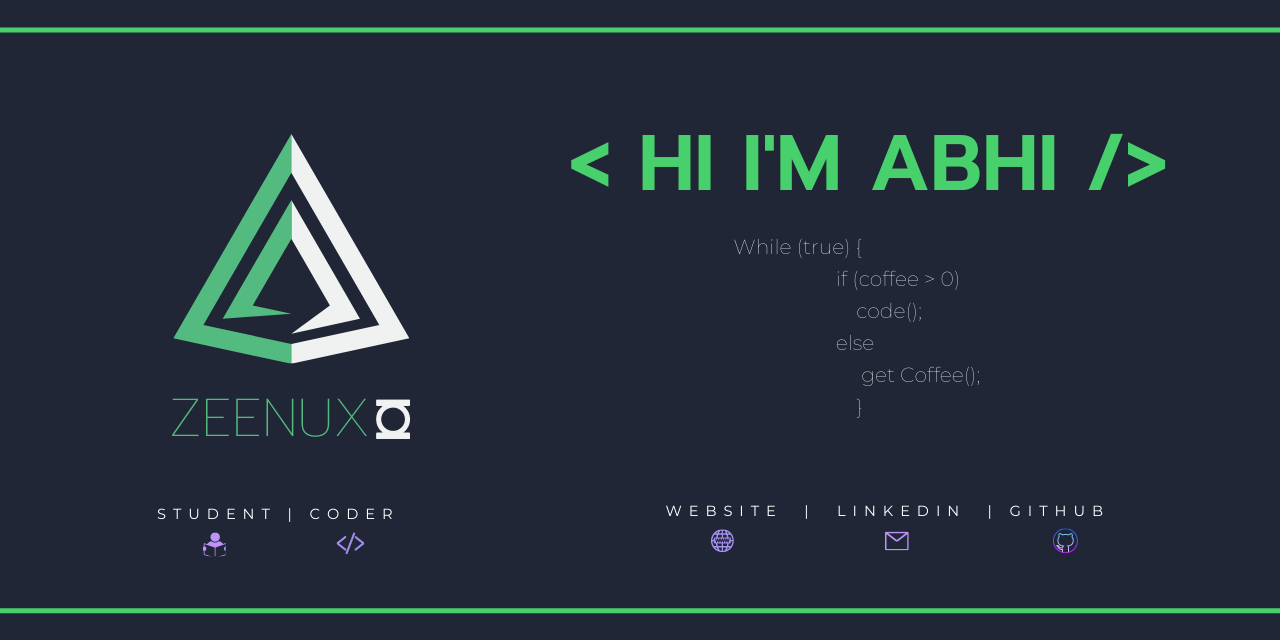 < HI I'M ABHI />
While (true) {
if (coffee > 0)
code();
else
get Coffee();
}
ZEENUX
STUDENT | CODER
WEBSITE | LINKEDIN | GITHUB